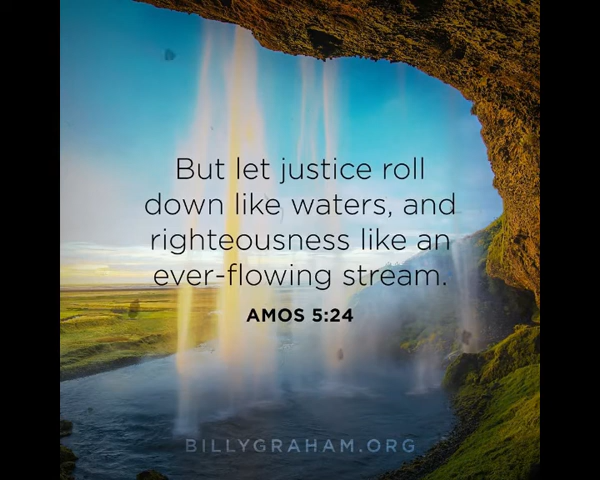 But let justice roll
down like waters, and
righteousness like an
ever-flowing stream.
AMOS 5:24
BILLYGRAHAM.ORG